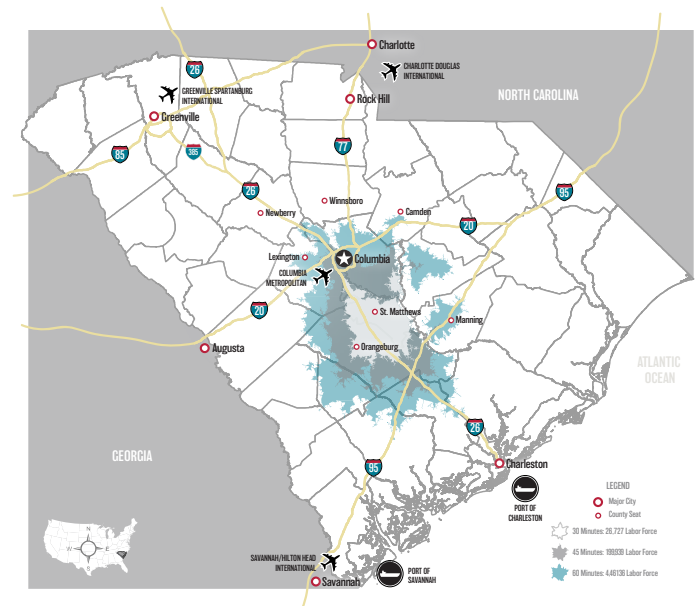 Charlotte
CHARLOTTE DOUGLAS
INTERNATIONAL
26
GREENVILLE SPARTANBURG
INTERNATIONAL
NORTH CAROLINA
Rock Hill
Greenville
77
85
385
26
95
Winnsboro
Newberry
Camden
20
Lexington
Columbia
COLUMBIA
METROPOLITAN
20
St. Matthews
Manning
Orangeburg
Augusta
ATLANTIC
OCEAN
26
GEORGIA
95
Charleston
PORT OF
CHARLESTON
LEGEND
Major City
County Seat
30 Minutes: 26,727 Labor Force
45 Minutes: 199,939 Labor Force
60 Minutes: 4,46136 Labor Force
N
W
E
S
SAVANNAH/HILTON HEAD
INTERNATIONAL
Savannah
PORT OF
SAVANNAH